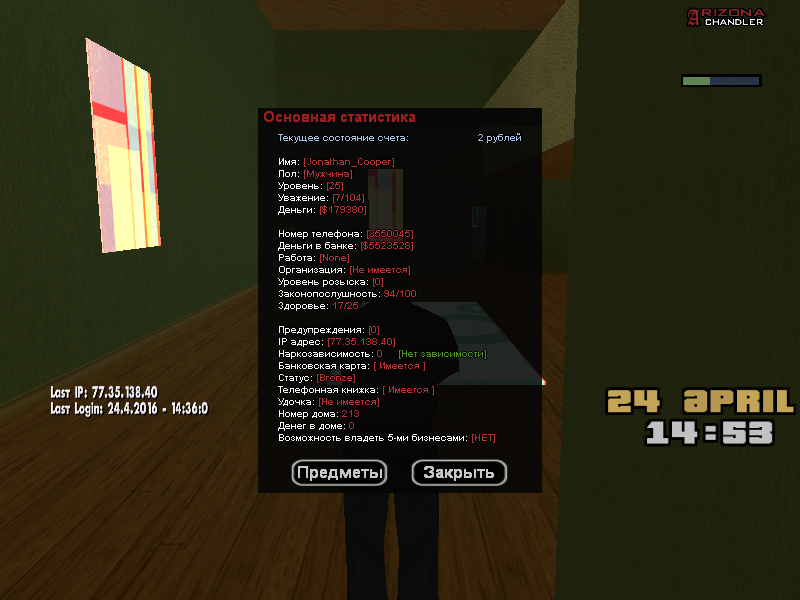 ARIZONA
CHANDLER
Основная статистика
Текущее состояние счета: 2 рублей
Имя: [Jonathan_Cooper]
Пол: [Мужчина]
Уровень: [25]
Уважение: [7/104]
Деньги: [$179380]
Номер телефона: [3550045]
Деньги в банке: [$5523528]
Работа: [None]
Организация: [Не имеется]
Уровень розыска: [0]
Законопослушность: 94/100
Здоровье: 17/25
Предупреждения: [0]
IP адрес: [77.35.138.40]
Наркозависимость: 0 [Нет зависимости]
Банковская карта: [ Имеется ]
Статус: [Bronze]
Телефонная книжка: [ Имеется ]
Удочка: [Не имеется]
Номер дома: 213
Денег в доме: 0
Возможность владеть 5-ми бизнесами: [НЕТ]
Предметы Закрыть
Last IP: 77.35.138.40
Last Login: 24.4.2016 - 14:36:0
24 APRIL
14:53